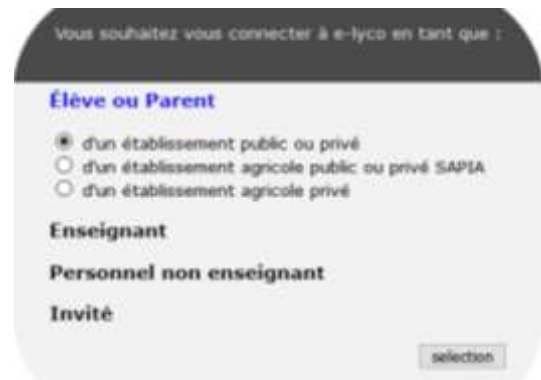 Vous souhaitez vous connecter à e-lyco en tant que :
Élève ou Parent
d'un établissement public ou privé
d'un établissement agricole public ou privé SAPIA
d'un établissement agricole privé
Enseignant
Personnel non enseignant
Invité
selection